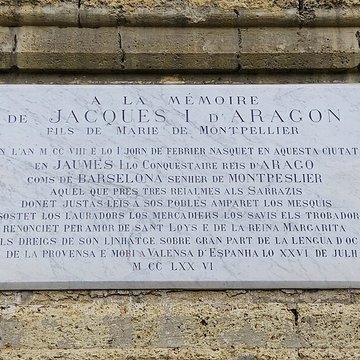 A LA MÉMOIRE
DE JACQUES I D'ARAGON
FILS DE MARIE DE MONTPELLIER
EN L'AN M CC VIII E LO I JORN DE FEBRIER NASQUET EN AQUESTA CIUTAT
EN JAUMES I LO CONQUESTAIRE REIS D'ARAGO
COMS DE BARSELONA SENHER DE MONTPESLIER
AQUEL QUE PRES TRES REIALMES ALS SARRAZIS
DONET JUSTAS LEIS A SOS POBLES AMPARET LOS MESQUIS
SOSTET LOS LAURADORS LOS MERCADIERS LOS SAVIS ELS TROBADOR
RENONCIET PER AMOR DE SANT LOYS E DE LA REINA MARGARITA
ALS DREIGS DE SON LINHATGE SOBRE GRAN PART DE LA LENGUA D'OC
E DE LA PROVENSA E MORI A VALENSA D'ESPANHA LO XXVI DE JULH
M CC LXX VI